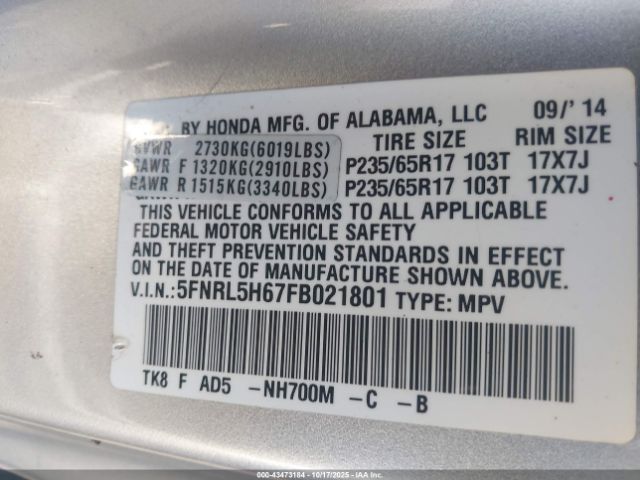 BY HONDA MFG. OF ALABAMA, LLC 09/' 14
GVWR 2730KG(6019LBS) TIRE SIZE RIM SIZE
GAWR F 1320KG(2910LBS) P235/65R17 103T 17X7J
GAWR R 1515KG(3340LBS) P235/65R17 103T 17X7J
THIS VEHICLE CONFORMS TO ALL APPLICABLE
FEDERAL MOTOR VEHICLE SAFETY
AND THEFT PREVENTION STANDARDS IN EFFECT
ON THE DATE OF MANUFACTURE SHOWN ABOVE.
V.I.N.:5FNRL5H67FB021801 TYPE: MPV
TK8 F AD5 -NH700M -C -B
000-43473184 - 10/17/2025 - IAA Inc.